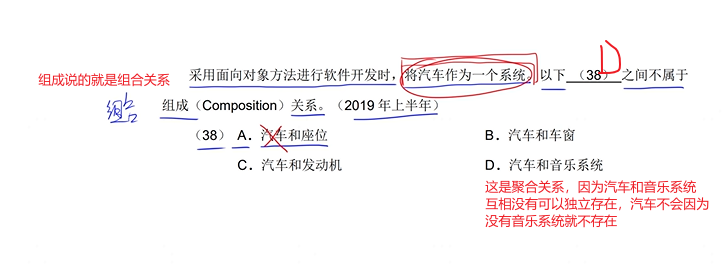 D
组成说的就是组合关系
采用面向对象方法进行软件开发时，将汽车作为一个系统。以下 （38） 之间不属于
组合
组成（Composition）关系。（2019 年上半年）
（38） A．汽车和座位 B．汽车和车窗
C．汽车和发动机 D．汽车和音乐系统
这是聚合关系，因为汽车和音乐系统
互相没有可以独立存在，汽车不会因为
没有音乐系统就不存在